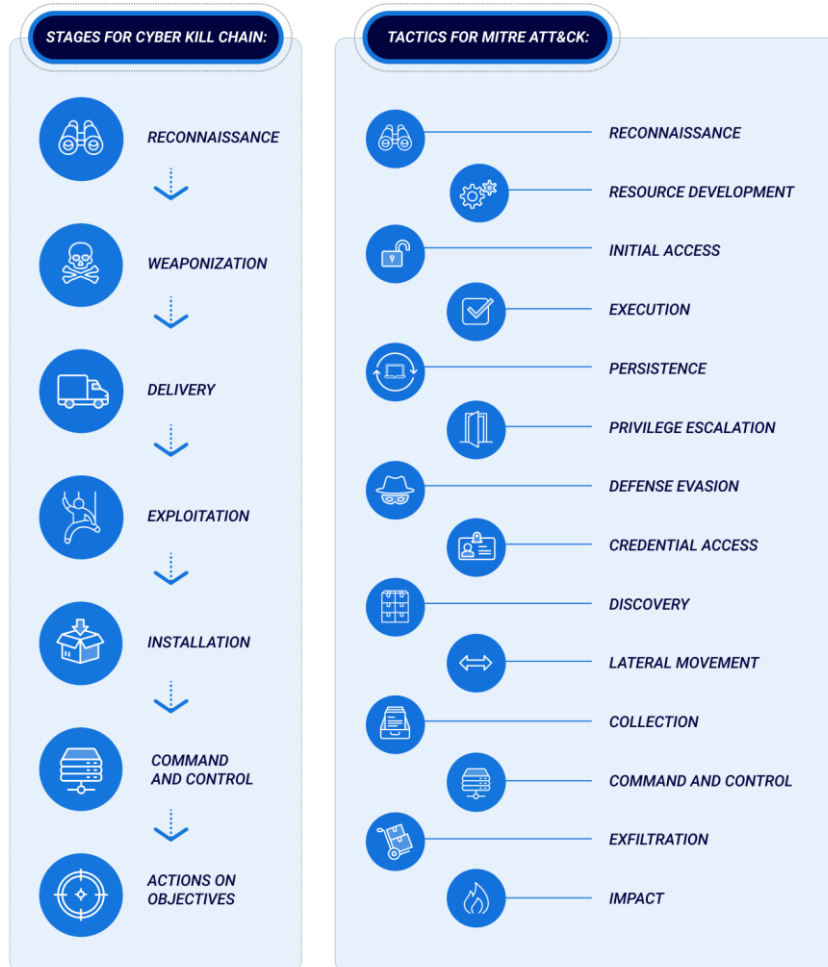 STAGES FOR CYBER KILL CHAIN:
RECONNAISSANCE
WEAPONIZATION
DELIVERY
EXPLOITATION
INSTALLATION
COMMAND
AND CONTROL
ACTIONS ON
OBJECTIVES
TACTICS FOR MITRE ATT&CK:
RECONNAISSANCE
RESOURCE DEVELOPMENT
INITIAL ACCESS
EXECUTION
PERSISTENCE
PRIVILEGE ESCALATION
DEFENSE EVASION
CREDENTIAL ACCESS
DISCOVERY
LATERAL MOVEMENT
COLLECTION
COMMAND AND CONTROL
EXFILTRATION
IMPACT